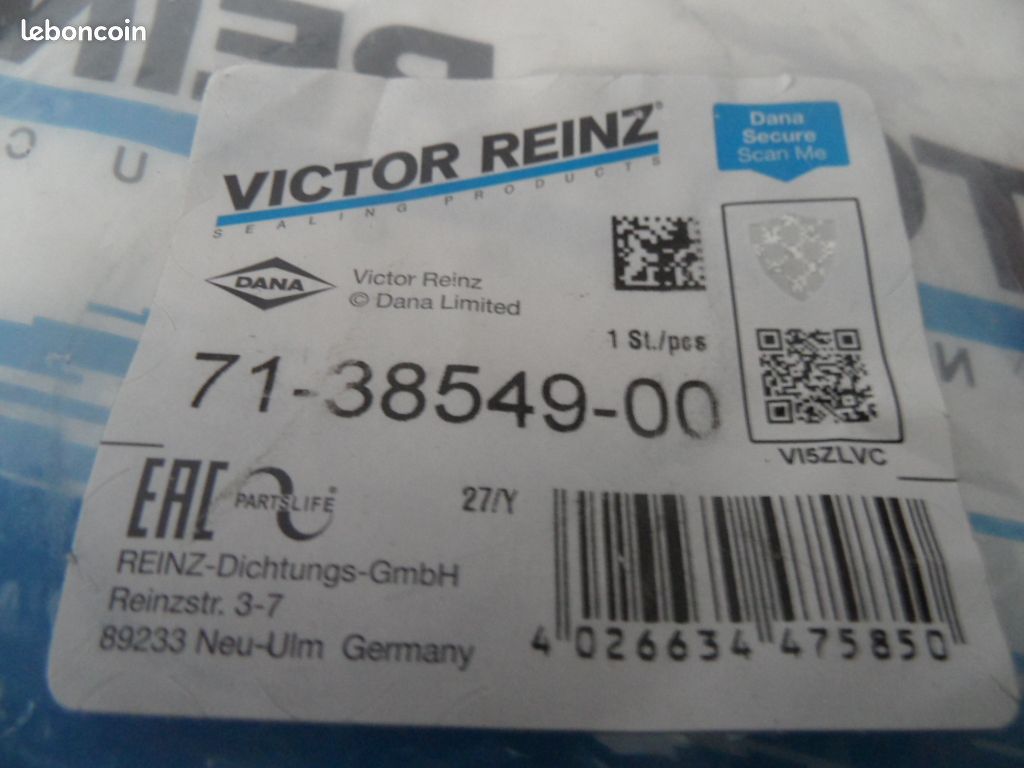 leboncoin
REINZ
VICTOR REINZ®
SEALING PRODUCTS
Dana
Secure
Scan Me
DANA
Victor Reinz
© Dana Limited
1 St./pcs
71-38549-00
VI5ZLVC
EAC
PARTSLIFE®
27/Y
REINZ-Dichtungs-GmbH
Reinzstr. 3-7
89233 Neu-Ulm Germany
4 026634 475850